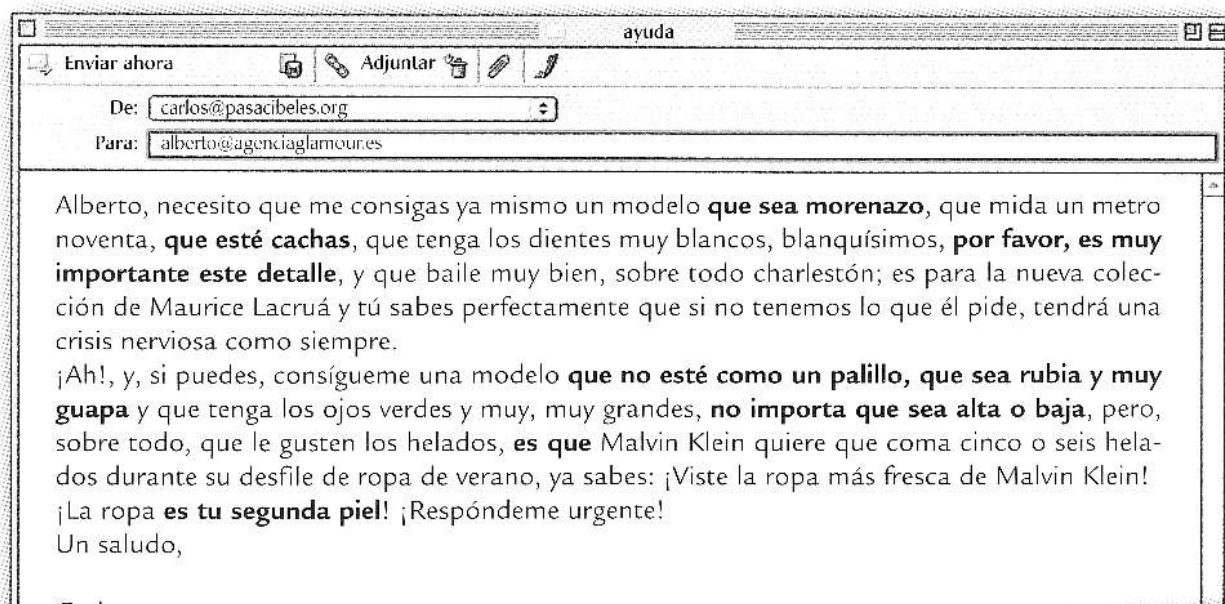 ayuda
Enviar ahora Adjuntar
De: carlos@pasacibeles.org
Para: alberto@agenciaglamour.es
Alberto, necesito que me consigas ya mismo un modelo que sea morenazo, que mida un metro
noventa, que esté cachas, que tenga los dientes muy blancos, blanquísimos, por favor, es muy
importante este detalle, y que baile muy bien, sobre todo charlestón; es para la nueva colec-
ción de Maurice Lacruá y tú sabes perfectamente que si no tenemos lo que él pide, tendrá una
crisis nerviosa como siempre.
¡Ah!, y, si puedes, consígueme una modelo que no esté como un palillo, que sea rubia y muy
guapa y que tenga los ojos verdes y muy, muy grandes, no importa que sea alta o baja, pero,
sobre todo, que le gusten los helados, es que Malvin Klein quiere que coma cinco o seis hela-
dos durante su desfile de ropa de verano, ya sabes: ¡Viste la ropa más fresca de Malvin Klein!
¡La ropa es tu segunda piel! ¡Respóndeme urgente!
Un saludo,